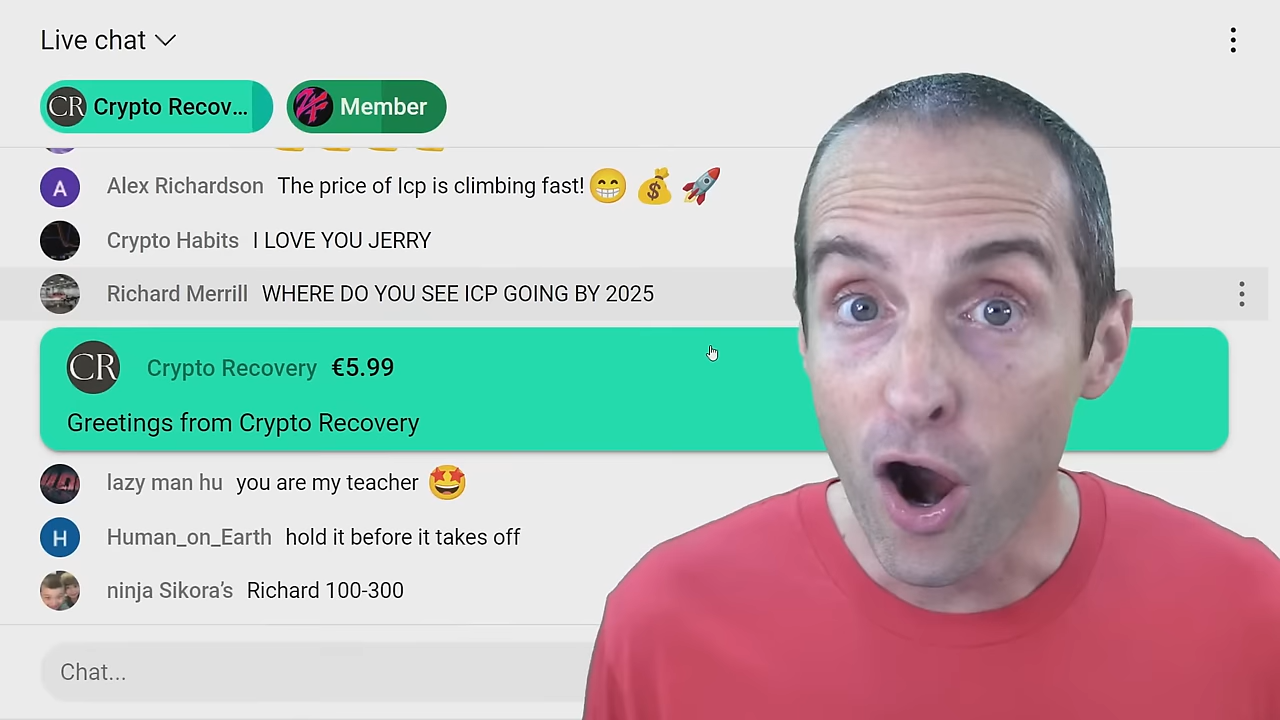 Live chat
CR Crypto Recov...
Member
A Alex Richardson The price of Icp is climbing fast! 😁 💰 🚀
Crypto Habits I LOVE YOU JERRY
Richard Merrill WHERE DO YOU SEE ICP GOING BY 2025
CR Crypto Recovery €5.99
Greetings from Crypto Recovery
lazy man hu you are my teacher 🤩
H Human_on_Earth hold it before it takes off
ninja Sikora’s Richard 100-300
Chat...